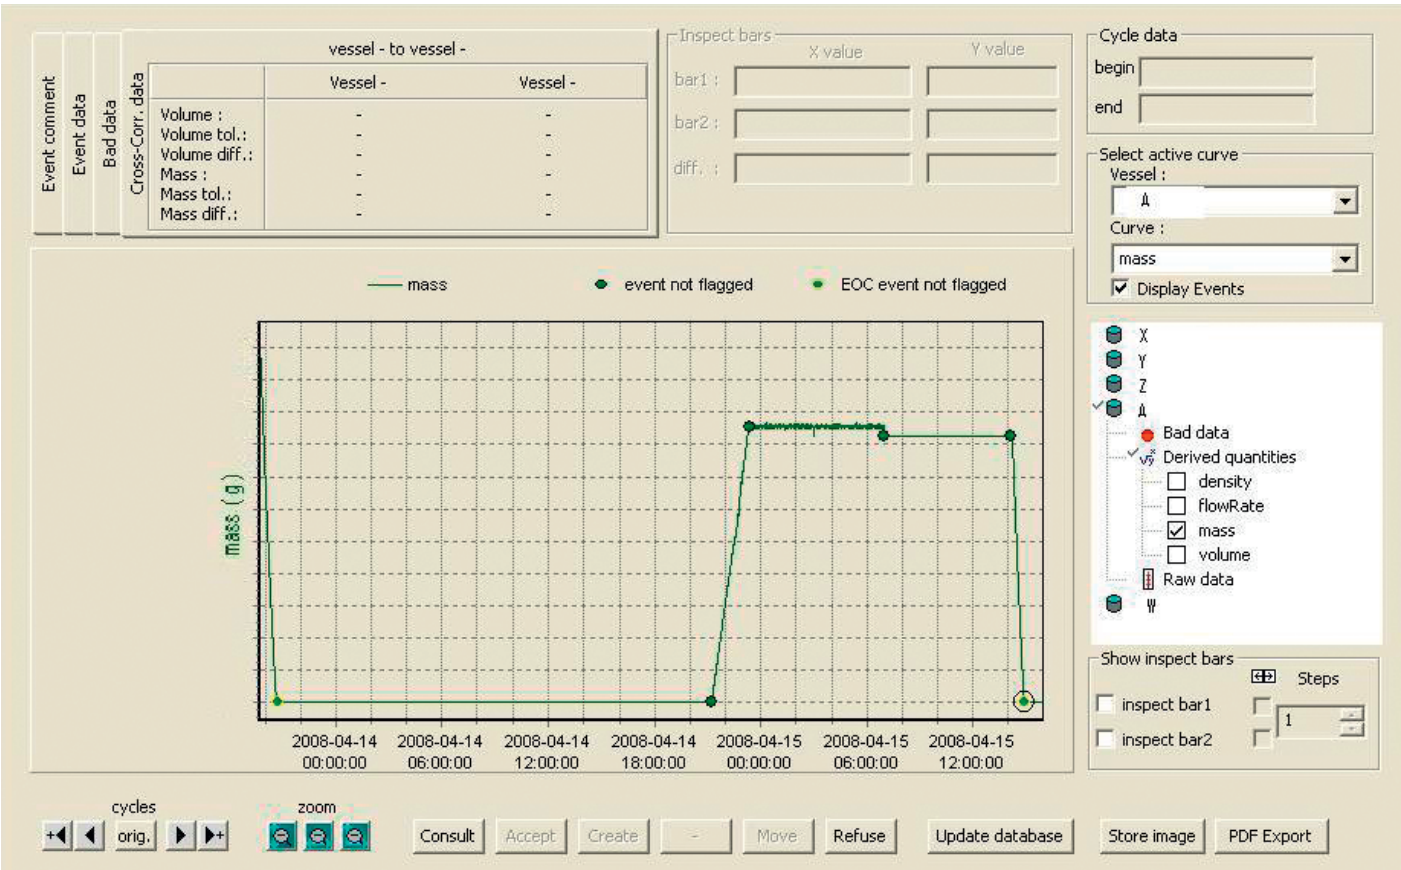 Event comment
Event data
Bad data
Cross-Corr. data
vessel - to vessel -
Vessel - Vessel -
Volume : - -
Volume tol.: - -
Volume diff.: - -
Mass : - -
Mass tol.: - -
Mass diff.: - -
Inspect bars
X value Y value
bar1 :
bar2 :
diff. :
Cycle data
begin
end
Select active curve
Vessel :
A
Curve :
mass
Display Events
mass event not flagged EOC event not flagged
mass (g)
2008-04-14 2008-04-14 2008-04-14 2008-04-14 2008-04-15 2008-04-15 2008-04-15
00:00:00 06:00:00 12:00:00 18:00:00 00:00:00 06:00:00 12:00:00
X
Y
Z
A
Bad data
Derived quantities
density
flowRate
mass
volume
Raw data
W
Show inspect bars
Steps
inspect bar1
1
inspect bar2
cycles zoom
orig. Consult Accept Create - Move Refuse Update database Store image PDF Export